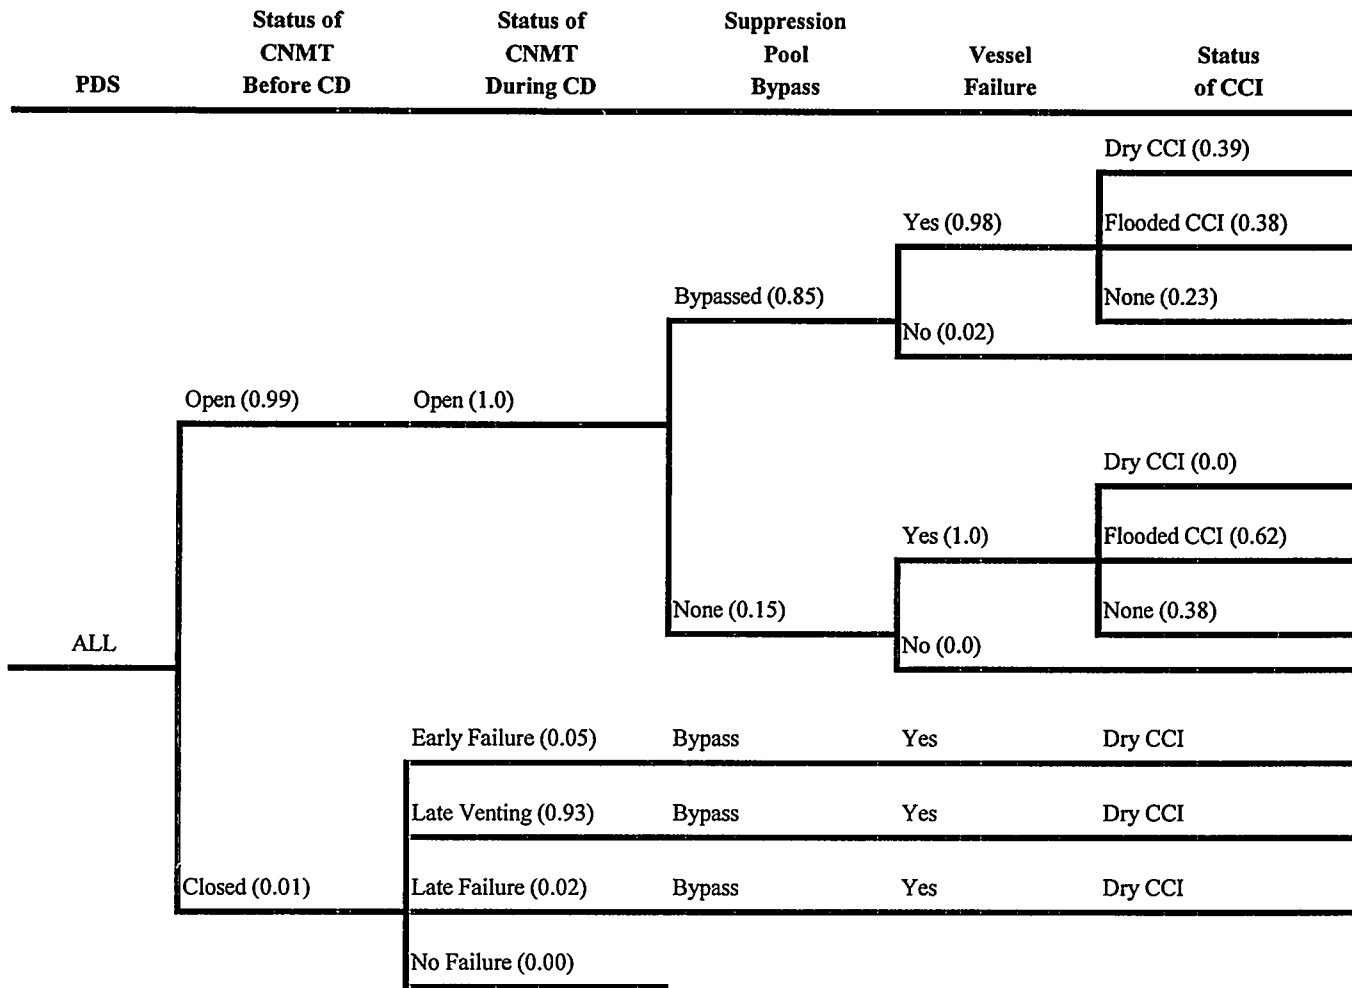 Status of
CNMT
Before CD
Status of
CNMT
During CD
Suppression
Pool
Bypass
Vessel
Failure
Status
of CCI
PDS
Dry CCI (0.39)
Yes (0.98)
Flooded CCI (0.38)
Bypassed (0.85)
None (0.23)
No (0.02)
Open (0.99)
Open (1.0)
Dry CCI (0.0)
Yes (1.0)
Flooded CCI (0.62)
None (0.15)
None (0.38)
No (0.0)
ALL
Early Failure (0.05) Bypass Yes Dry CCI
Late Venting (0.93) Bypass Yes Dry CCI
Closed (0.01) Late Failure (0.02) Bypass Yes Dry CCI
No Failure (0.00)